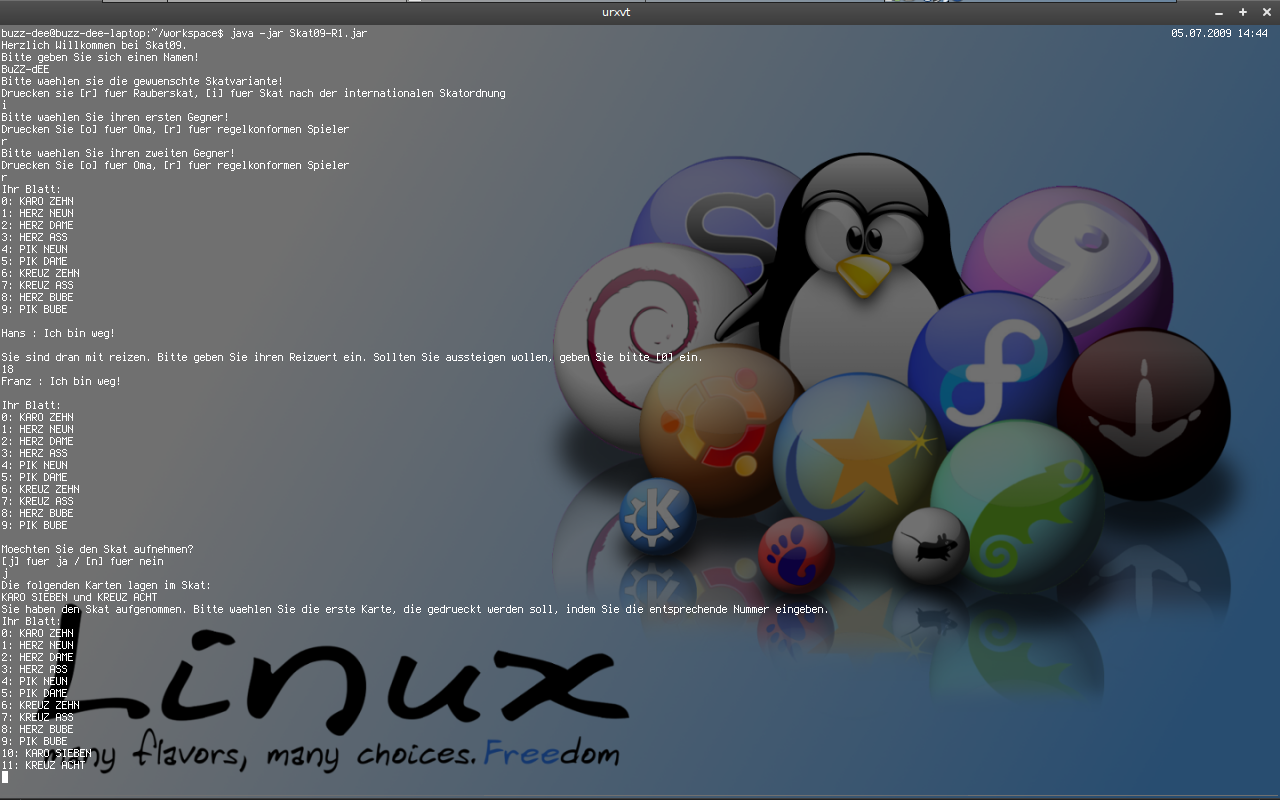 urxvt
buzz-dee@buzz-dee-laptop:~/workspace$ java -jar Skat09-R1.jar
05.07.2009 14:44
Herzlich Willkommen bei Skat09.
Bitte geben Sie sich einen Namen!
BuZZ-dEE
Bitte waehlen sie die gewuenschte Skatvariante!
Druecken sie [r] fuer Rauberskat, [i] fuer Skat nach der internationalen Skatordnung
i
Bitte waehlen Sie ihren ersten Gegner!
Druecken Sie [o] fuer Oma, [r] fuer regelkonformen Spieler
r
Bitte waehlen Sie ihren zweiten Gegner!
Druecken Sie [o] fuer Oma, [r] fuer regelkonformen Spieler
r
Ihr Blatt:
0: KARO ZEHN
1: HERZ NEUN
2: HERZ DAME
3: HERZ ASS
4: PIK NEUN
5: PIK DAME
6: KREUZ ZEHN
7: KREUZ ASS
8: HERZ BUBE
9: PIK BUBE
Hans : Ich bin weg!
Sie sind dran mit reizen. Bitte geben Sie ihren Reizwert ein. Sollten Sie aussteigen wollen, geben Sie bitte [0] ein.
18
Franz : Ich bin weg!
Ihr Blatt:
0: KARO ZEHN
1: HERZ NEUN
2: HERZ DAME
3: HERZ ASS
4: PIK NEUN
5: PIK DAME
6: KREUZ ZEHN
7: KREUZ ASS
8: HERZ BUBE
9: PIK BUBE
Moechten Sie den Skat aufnehmen?
[j] fuer ja / [n] fuer nein
j
Die folgenden Karten lagen im Skat:
KARO SIEBEN und KREUZ ACHT
Sie haben den Skat aufgenommen. Bitte waehlen Sie die erste Karte, die gedrueckt werden soll, indem Sie die entsprechende Nummer eingeben.
Ihr Blatt:
0: KARO ZEHN
1: HERZ NEUN
2: HERZ DAME
3: HERZ ASS
4: PIK NEUN
5: PIK DAME
6: KREUZ ZEHN
7: KREUZ ASS
8: HERZ BUBE
9: PIK BUBE
10: KARO SIEBEN
11: KREUZ ACHT
Linux
many flavors, many choices. Freedom